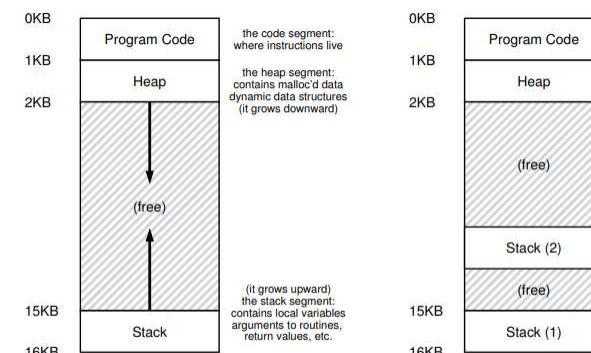 0KB
Program Code
the code segment:
where instructions live
1KB
Heap
the heap segment:
contains malloc'd data
dynamic data structures
(it grows downward)
2KB
(free)
(it grows upward)
the stack segment:
contains local variables
arguments to routines,
return values, etc.
15KB
Stack
16KB
0KB
Program Code
1KB
Heap
2KB
(free)
Stack (2)
(free)
15KB
Stack (1)
16KB